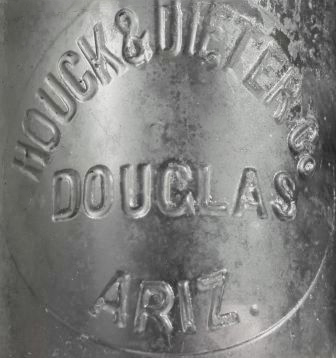 HOUCK & DIETER Co
DOUGLAS
ARIZ.